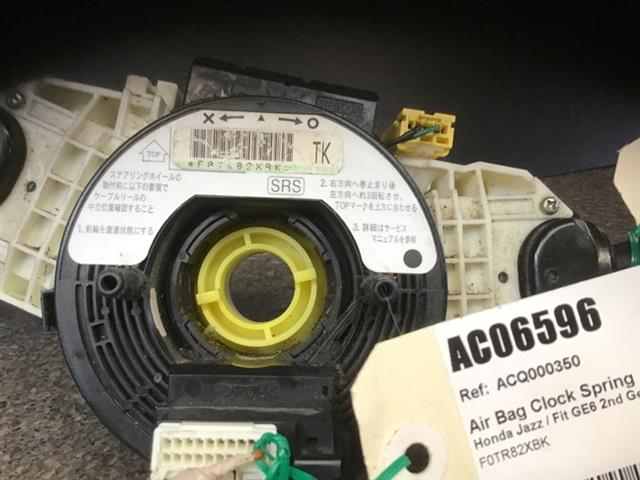 × ← ▲ → O
*F0TR82XBK*
TK
TOP
SRS
ステアリングホイールの
取付前に以下の要領で
ケーブルリールの
中立位置確認すること
1. 前輪を直進状態にする
2. 右方向へ巻止まり後
左方向へ約3回転させ、
TOPマークを上方に合わせる
3. 詳細はサービス
マニュアルを参照
AC06596
Ref: ACQ000350
Air Bag Clock Spring
Honda Jazz / Fit GE6 2nd Ge
F0TR82XBK